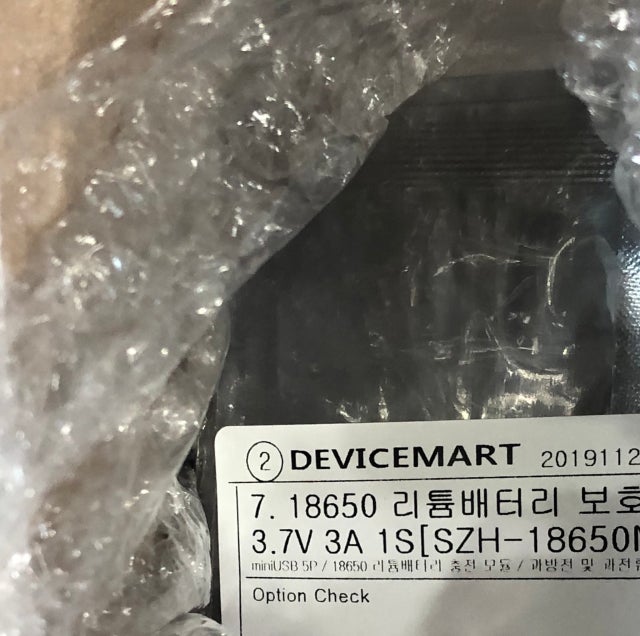 ② DEVICEMART 2019112
7. 18650 리튬배터리 보호
3.7V 3A 1S[SZH-18650
miniUSB 5P / 18650 리튬배터리 충전 모듈 / 과방전 및 과전
Option Check